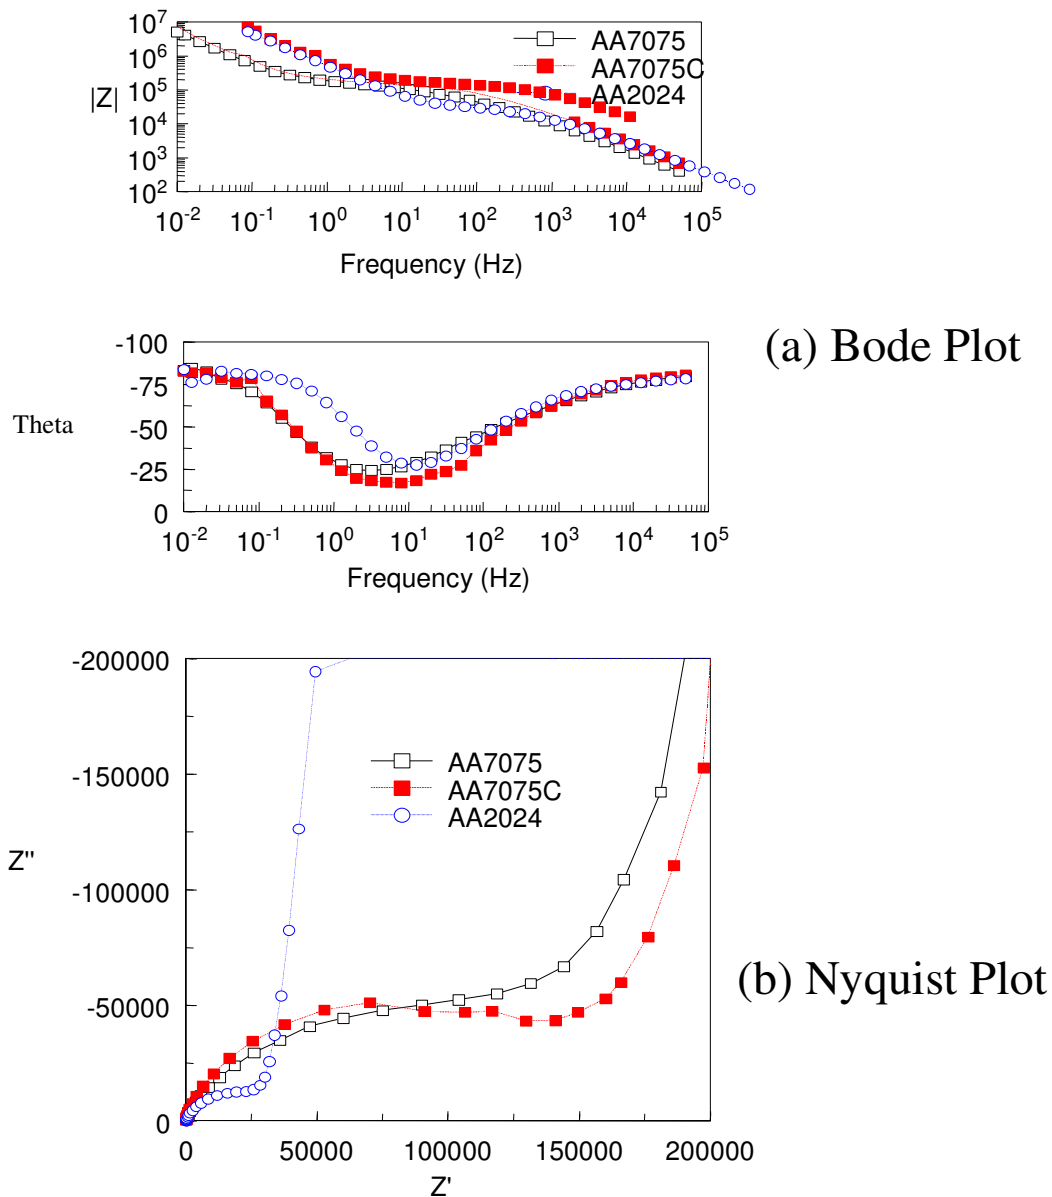 10^7
10^6
10^5
10^4
10^3
10^2
|Z|
AA7075
AA7075C
AA2024
10^-2 10^-1 10^0 10^1 10^2 10^3 10^4 10^5
Frequency (Hz)
(a) Bode Plot
-100
-75
-50
-25
0
Theta
10^-2 10^-1 10^0 10^1 10^2 10^3 10^4 10^5
Frequency (Hz)
-200000
-150000
-100000
-50000
0
Z''
AA7075
AA7075C
AA2024
(b) Nyquist Plot
0 50000 100000 150000 200000
Z'